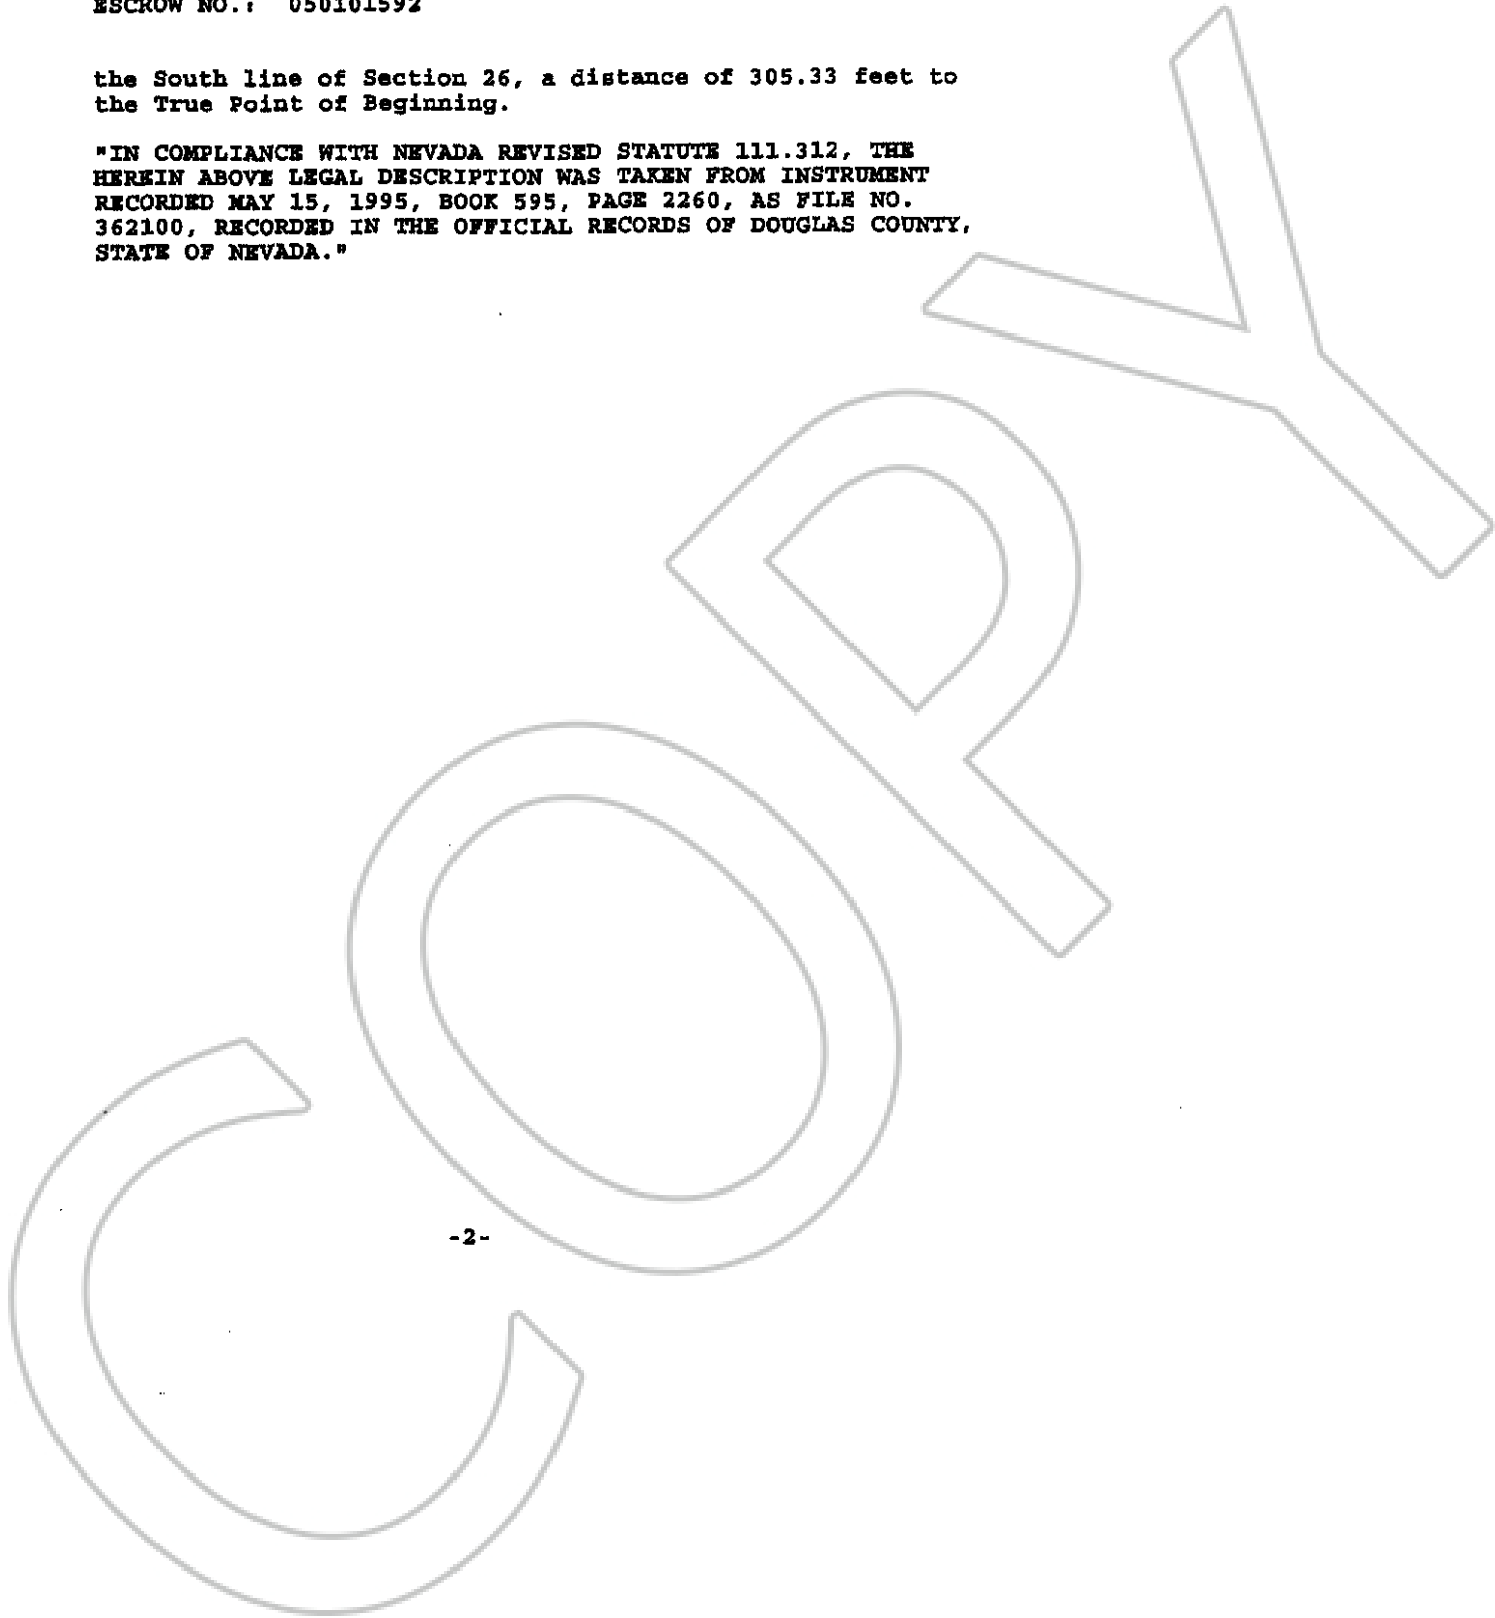 ESCROW NO.: 050101592
the South line of Section 26, a distance of 305.33 feet to
the True Point of Beginning.
"IN COMPLIANCE WITH NEVADA REVISED STATUTE 111.312, THE
HEREIN ABOVE LEGAL DESCRIPTION WAS TAKEN FROM INSTRUMENT
RECORDED MAY 15, 1995, BOOK 595, PAGE 2260, AS FILE NO.
362100, RECORDED IN THE OFFICIAL RECORDS OF DOUGLAS COUNTY,
STATE OF NEVADA."
COPY
-2-